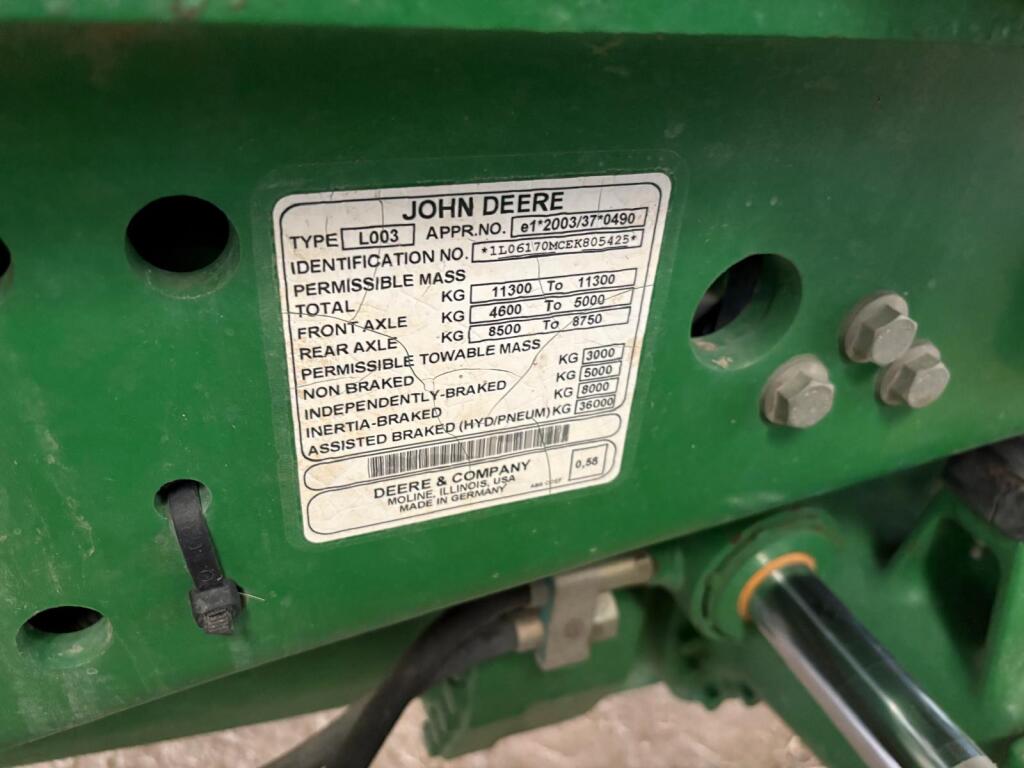 JOHN DEERE
TYPE L003 APPR.NO. e1*2003/37*0490
IDENTIFICATION NO. *1L06170MCEK805425*
PERMISSIBLE MASS
TOTAL KG 11300 To 11300
FRONT AXLE KG 4600 To 5000
REAR AXLE KG 8500 To 8750
PERMISSIBLE TOWABLE MASS
NON BRAKED KG 3000
INDEPENDENTLY-BRAKED KG 5000
INERTIA-BRAKED KG 8000
ASSISTED BRAKED (HYD/PNEUM) KG 36000
DEERE & COMPANY
MOLINE, ILLINOIS, USA
MADE IN GERMANY
0,58